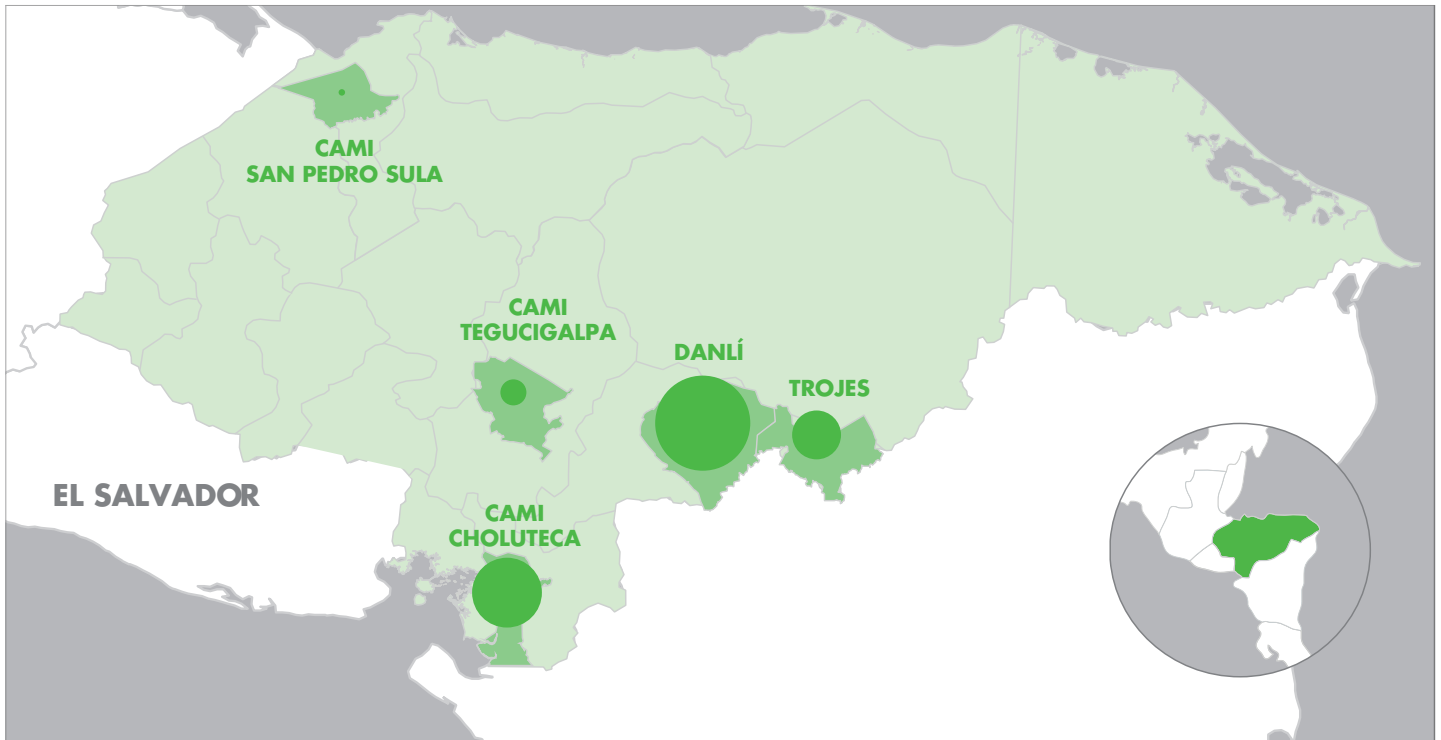 CAMI
SAN PEDRO SULA
CAMI
TEGUCIGALPA
DANLÍ
TROJES
EL SALVADOR
CAMI
CHOLUTECA